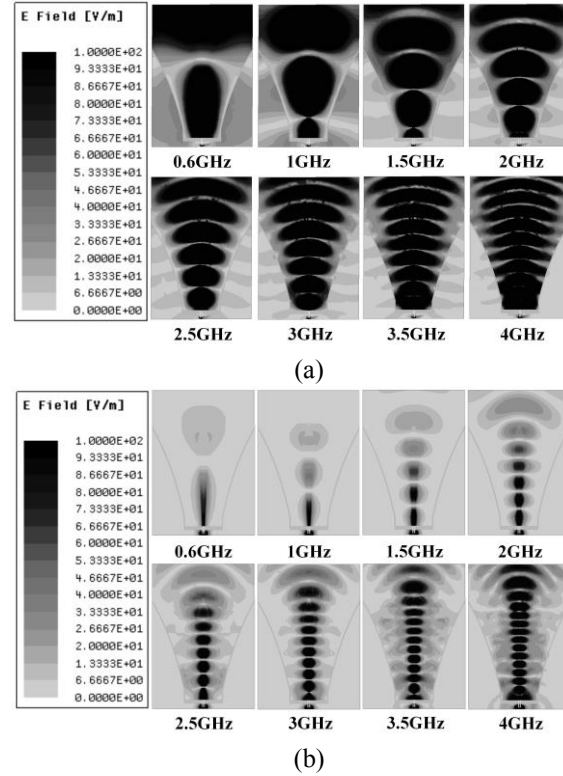 E Field [V/m]
1.0000E+02
9.3333E+01
8.6667E+01
8.0000E+01
7.3333E+01
6.6667E+01
6.0000E+01
5.3333E+01
4.6667E+01
4.0000E+01
3.3333E+01
2.6667E+01
2.0000E+01
1.3333E+01
6.6667E+00
0.0000E+00
0.6GHz 1GHz 1.5GHz 2GHz
2.5GHz 3GHz 3.5GHz 4GHz
(a)
E Field [V/m]
1.0000E+02
9.3333E+01
8.6667E+01
8.0000E+01
7.3333E+01
6.6667E+01
6.0000E+01
5.3333E+01
4.6667E+01
4.0000E+01
3.3333E+01
2.6667E+01
2.0000E+01
1.3333E+01
6.6667E+00
0.0000E+00
0.6GHz 1GHz 1.5GHz 2GHz
2.5GHz 3GHz 3.5GHz 4GHz
(b)